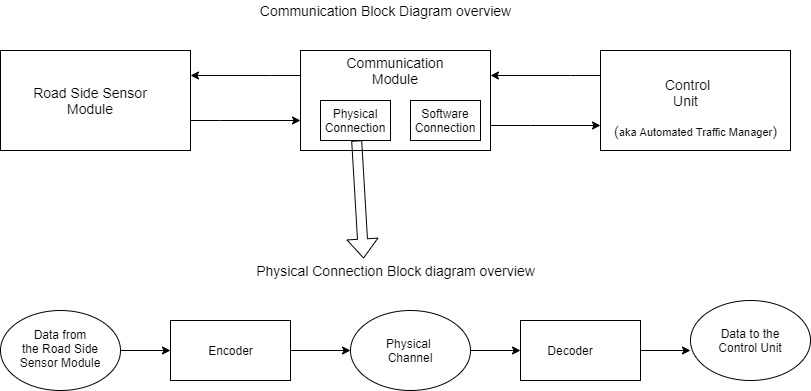 Communication Block Diagram overview
Road Side Sensor
Module
Communication
Module
Physical
Connection
Software
Connection
Control
Unit
(aka Automated Traffic Manager)
Physical Connection Block diagram overview
Data from
the Road Side
Sensor Module
Encoder
Physical
Channel
Decoder
Data to the
Control Unit